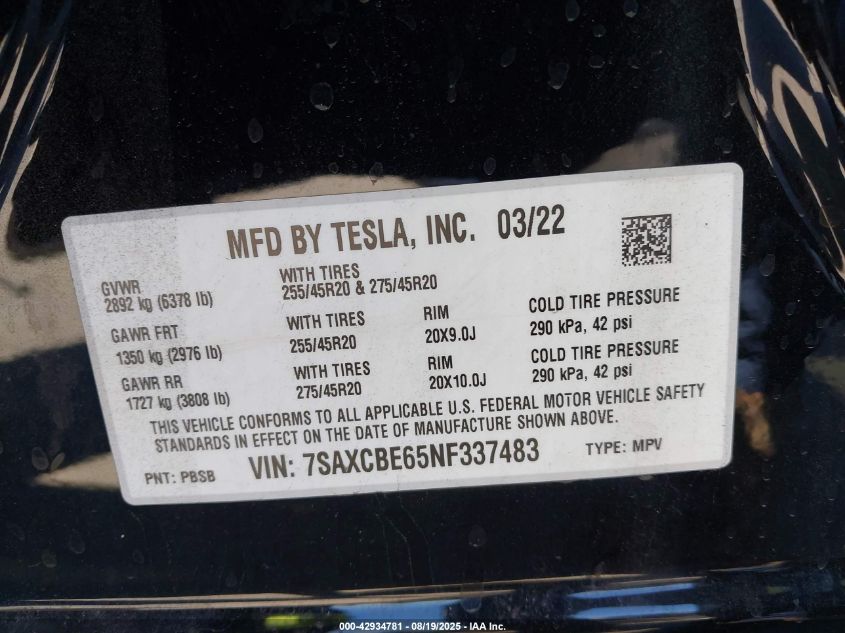 MFD BY TESLA, INC. 03/22
GVWR
2892 kg (6378 lb)
WITH TIRES
255/45R20 & 275/45R20
GAWR FRT
1350 kg (2976 lb)
WITH TIRES
255/45R20
RIM
20X9.0J
COLD TIRE PRESSURE
290 kPa, 42 psi
GAWR RR
1727 kg (3808 lb)
WITH TIRES
275/45R20
RIM
20X10.0J
COLD TIRE PRESSURE
290 kPa, 42 psi
THIS VEHICLE CONFORMS TO ALL APPLICABLE U.S. FEDERAL MOTOR VEHICLE SAFETY
STANDARDS IN EFFECT ON THE DATE OF MANUFACTURE SHOWN ABOVE.
PNT: PBSB VIN: 7SAXCBE65NF337483 TYPE: MPV
000-42934781 - 08/19/2025 - IAA Inc.